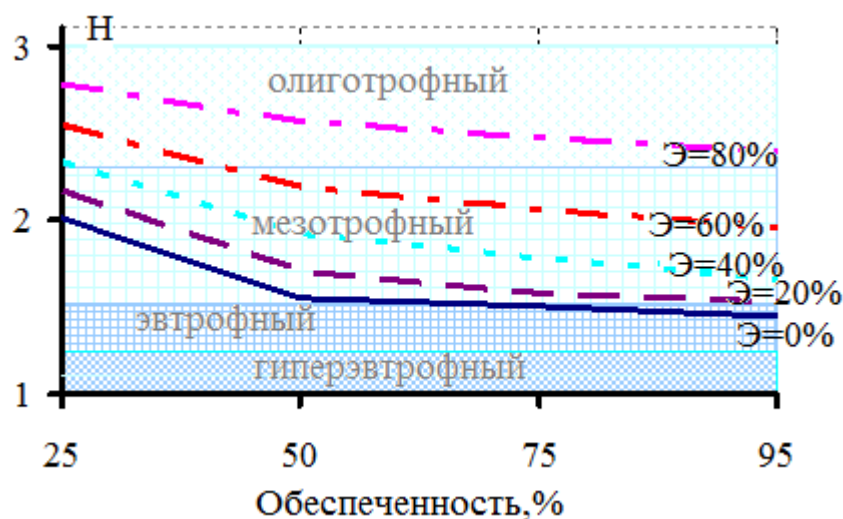 H
3
олиготрофный
Э=80%
2
мезотрофный
Э=60%
Э=40%
Э=20%
эвтрофный
Э=0%
гиперэвтрофный
1
25 50 75 95
Обеспеченность,%